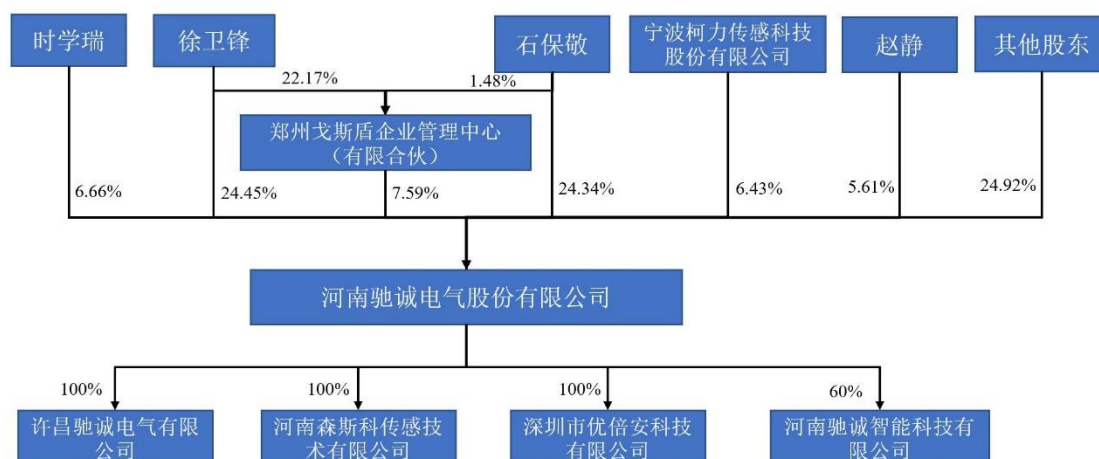 时学瑞
徐卫锋
石保敬
宁波柯力传感科技
股份有限公司
赵静
其他股东
22.17%
1.48%
郑州戈斯盾企业管理中心
（有限合伙）
6.66%
24.45%
7.59%
24.34%
6.43%
5.61%
24.92%
河南驰诚电气股份有限公司
100%
100%
100%
60%
许昌驰诚电气有限
公司
河南森斯科传感技
术有限公司
深圳市优倍安科技
有限公司
河南驰诚智能科技有
限公司